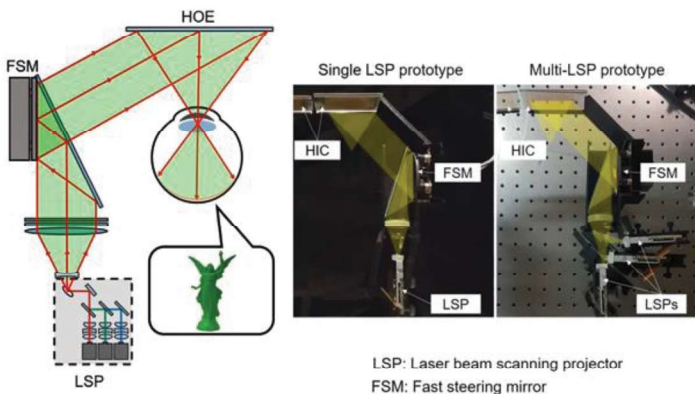 HOE
FSM
LSP
Single LSP prototype
HIC
FSM
LSP
Multi-LSP prototype
HIC
FSM
LSPs
LSP: Laser beam scanning projector
FSM: Fast steering mirror